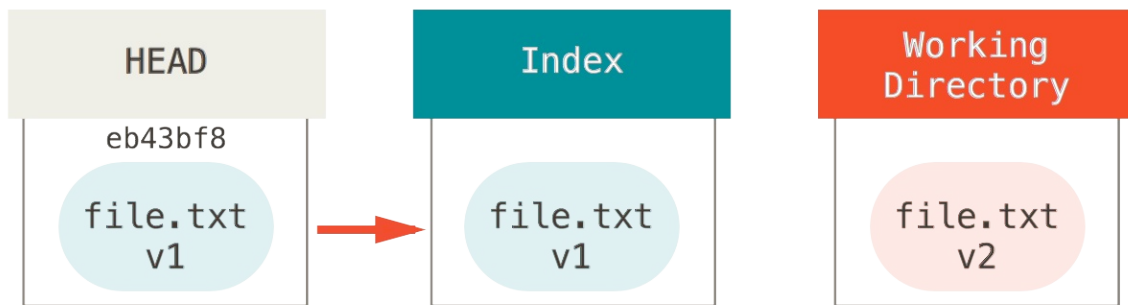 HEAD
Index
Working
Directory
eb43bf8
file.txt
v1
file.txt
v1
file.txt
v2